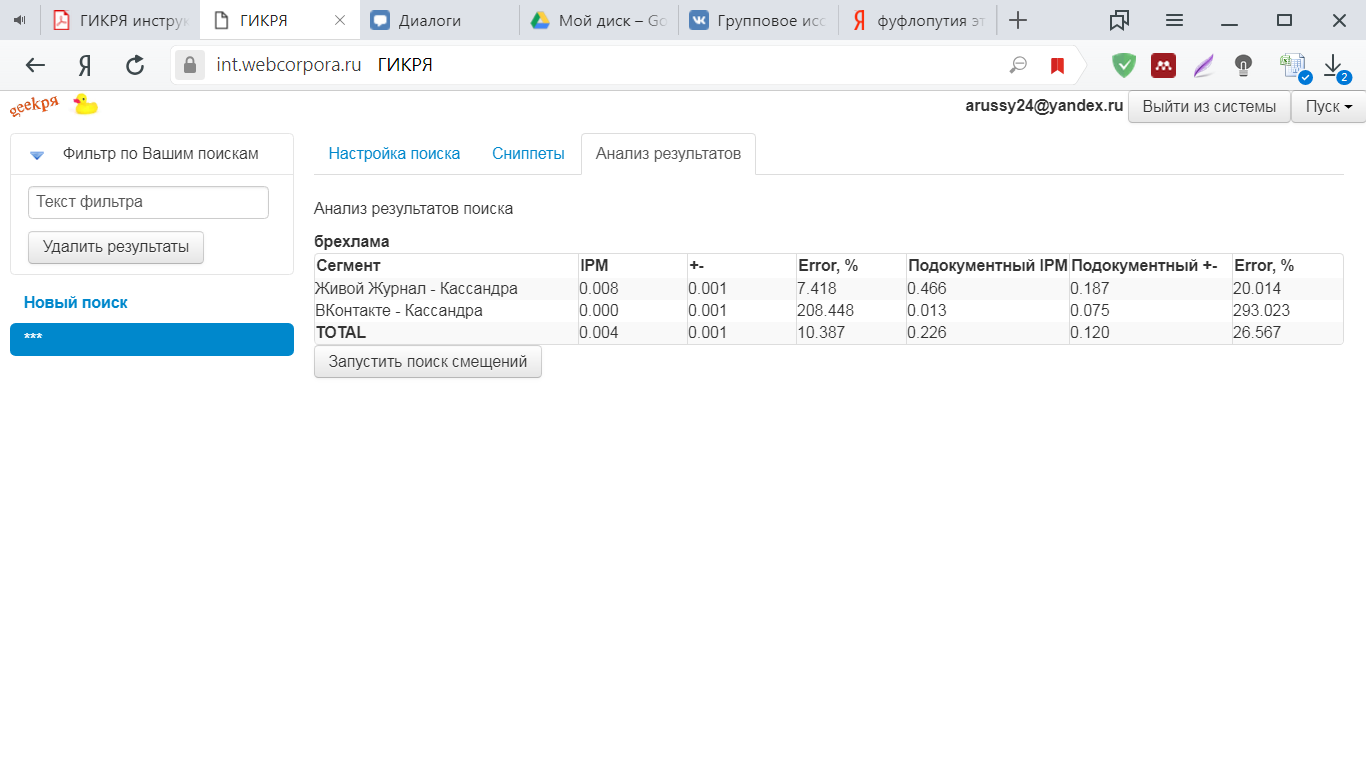 ГИКРЯ инструк
ГИКРЯ
Диалоги
Мой диск – Go
Групповое исс
фуфлопутия эт
Я int.webcorpora.ru ГИКРЯ
2
geekря
arussy24@yandex.ru Выйти из системы Пуск
Фильтр по Вашим поискам
Текст фильтра
Удалить результаты
Новый поиск
***
Настройка поиска Сниппеты Анализ результатов
Анализ результатов поиска
брехлама
Сегмент IPM +- Error, % Подокументный IPM Подокументный +- Error, %
Живой Журнал - Кассандра 0.008 0.001 7.418 0.466 0.187 20.014
ВКонтакте - Кассандра 0.000 0.001 208.448 0.013 0.075 293.023
TOTAL 0.004 0.001 10.387 0.226 0.120 26.567
Запустить поиск смещений